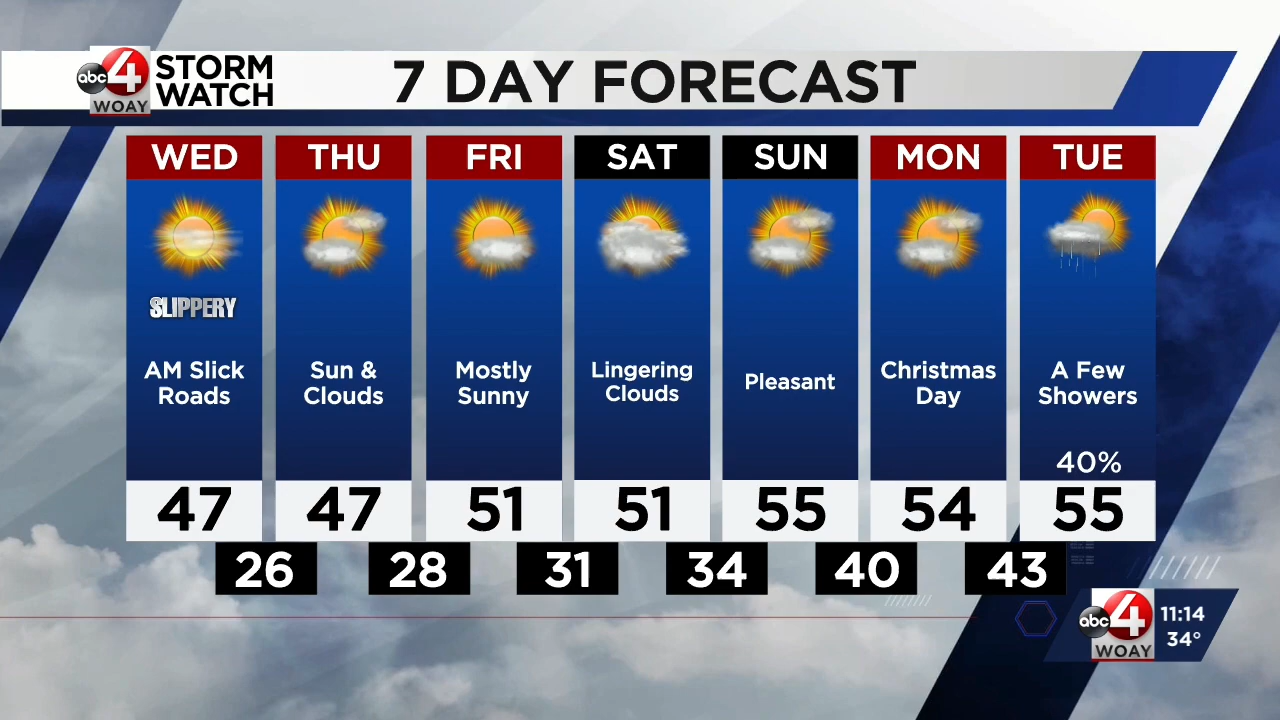 abc 4 WOAY
STORM
WATCH
7 DAY FORECAST
WED
THU
FRI
SAT
SUN
MON
TUE
SLIPPERY
AM Slick
Roads
Sun &
Clouds
Mostly
Sunny
Lingering
Clouds
Pleasant
Christmas
Day
A Few
Showers
40%
47
47
51
51
55
54
55
26
28
31
34
40
43
abc 4 WOAY
11:14
34°